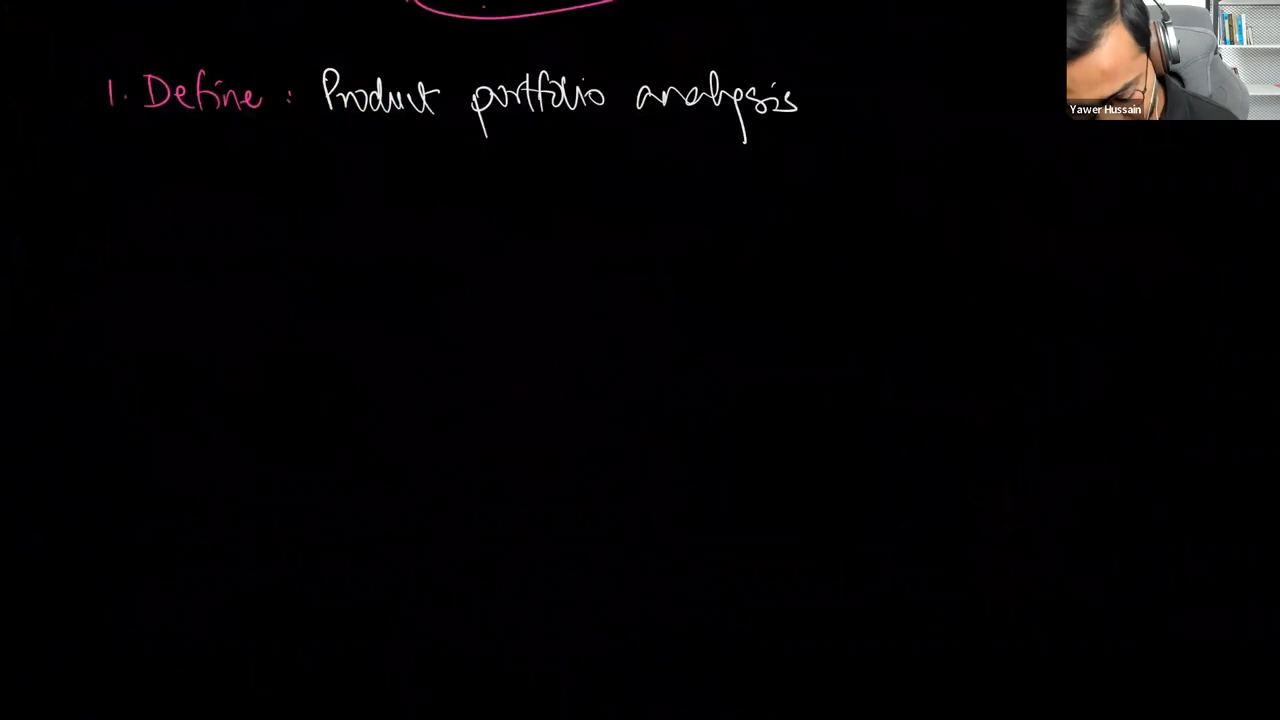 1. Define : Product portfolio analysis
Yawer Hussain